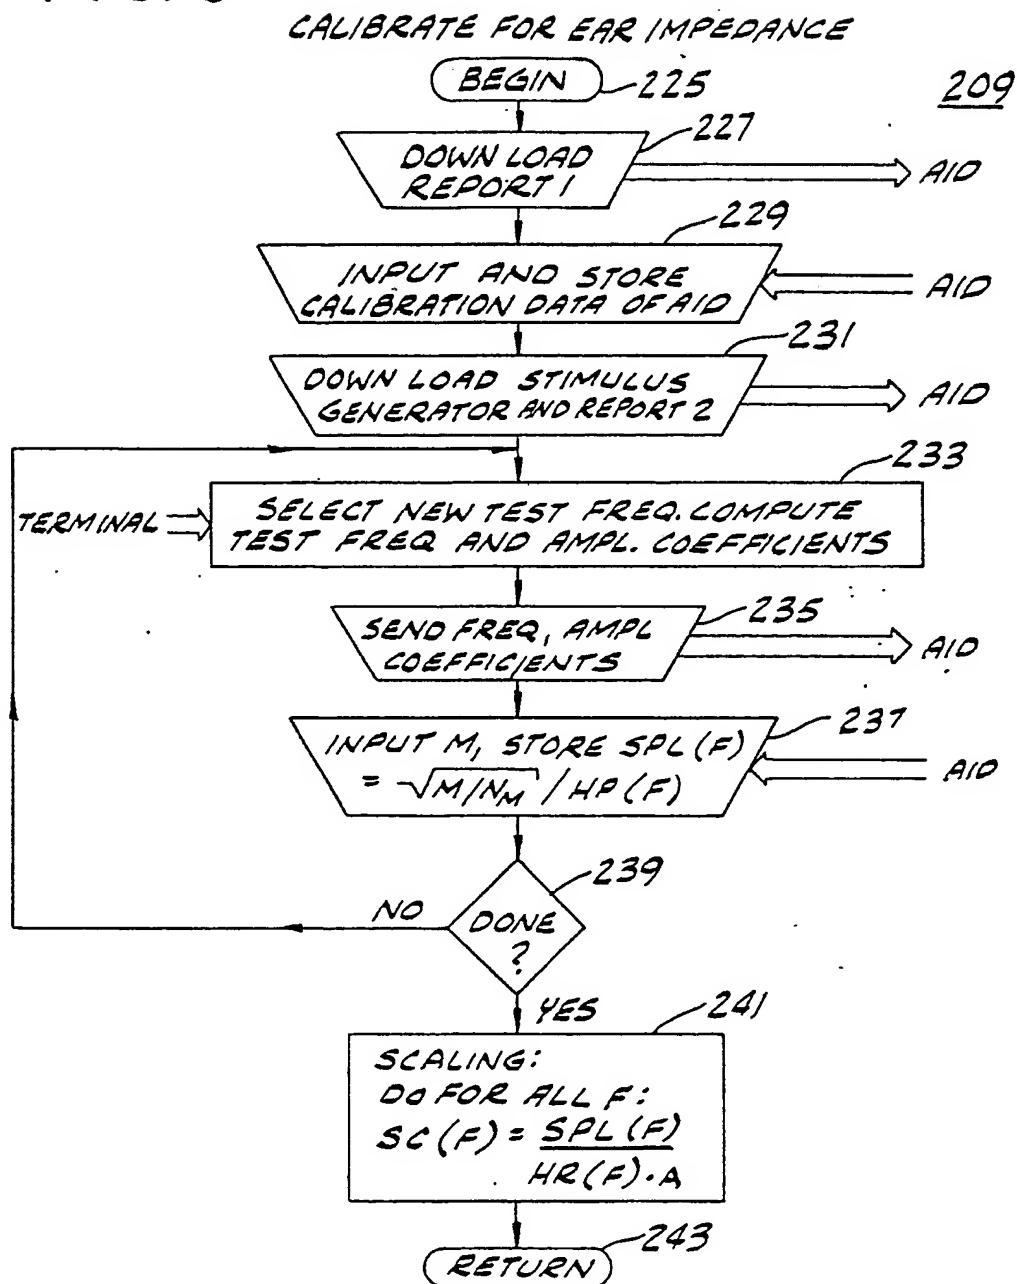 CALIBRATE FOR EAR IMPEDANCE
BEGIN
225
209
227
DOWN LOAD
REPORT 1
AID
229
INPUT AND STORE
CALIBRATION DATA OF AID
AID
231
DOWN LOAD STIMULUS
GENERATOR AND REPORT 2
AID
233
TERMINAL
SELECT NEW TEST FREQ. COMPUTE
TEST FREQ AND AMPL. COEFFICIENTS
235
SEND FREQ, AMPL
COEFFICIENTS
AID
237
INPUT M, STORE SPL(F)
= √M/NM / HP(F)
AID
239
NO
DONE
?
YES
241
SCALING:
DO FOR ALL F:
SC(F) = SPL(F)
HR(F)·A
243
RETURN